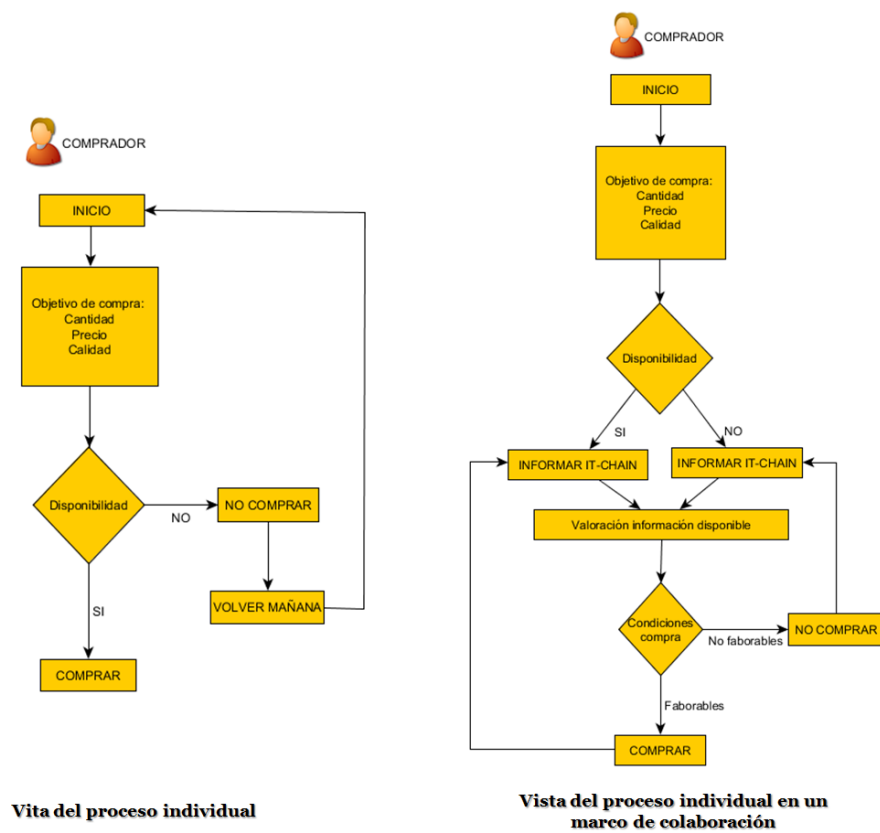 COMPRADOR
INICIO
Objetivo de compra:
Cantidad
Precio
Calidad
Disponibilidad
NO
NO COMPRAR
VOLVER MAÑANA
SI
COMPRAR
Vita del proceso individual
COMPRADOR
INICIO
Objetivo de compra:
Cantidad
Precio
Calidad
Disponibilidad
SI
NO
INFORMAR IT-CHAIN
INFORMAR IT-CHAIN
Valoración información disponible
Condiciones
compra
No faborables
NO COMPRAR
Faborables
COMPRAR
Vista del proceso individual en un
marco de colaboración